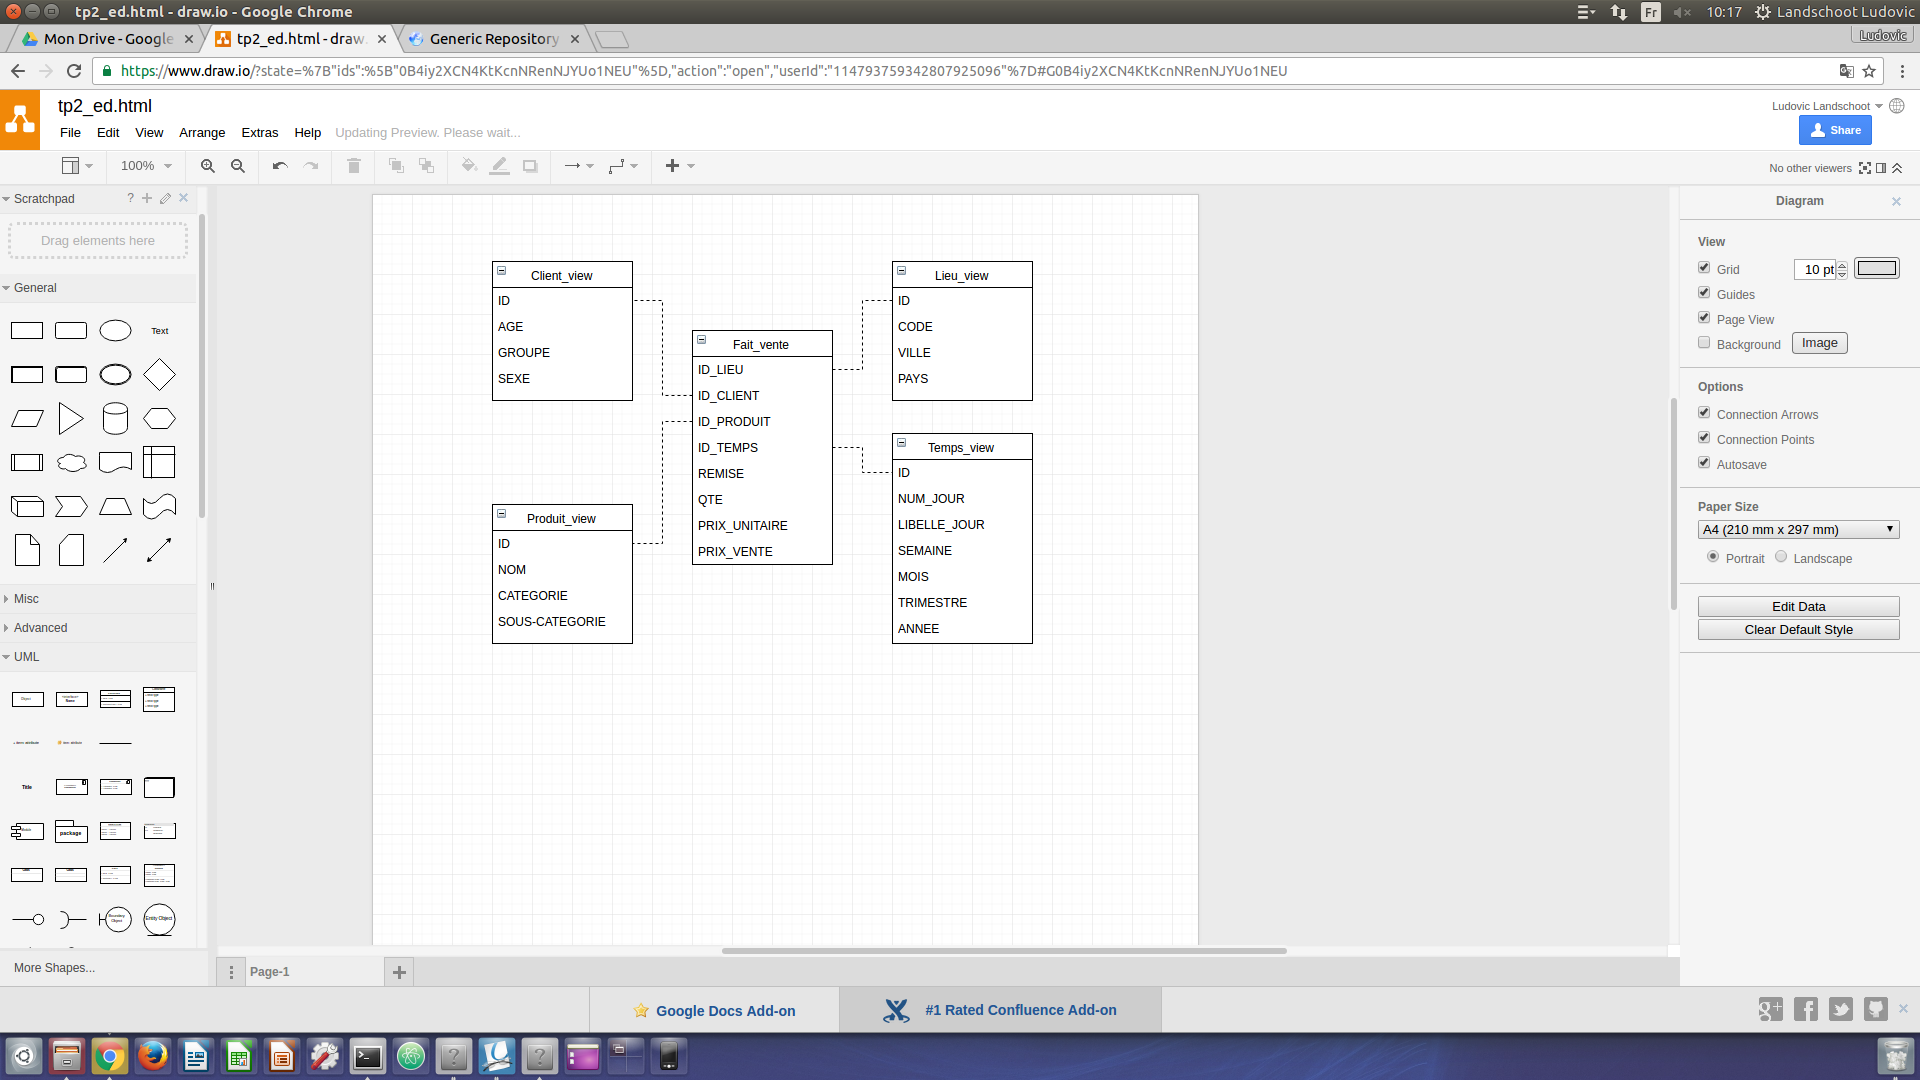 tp2_ed.html - draw.io - Google Chrome
Fr
10:17
Landschoot Ludovic
Mon Drive - Google
tp2_ed.html - draw.
Generic Repository
Ludovic
https://www.draw.io/?state=%7B"ids":%5B"0B4iy2XCN4KtKcnNRenNJYUo1NEU"%5D,"action":"open","userId":"114793759342807925096"%7D#G0B4iy2XCN4KtKcnNRenNJYUo1NEU
tp2_ed.html
Ludovic Landschoot
File Edit View Arrange Extras Help Updating Preview. Please wait...
Share
100%
No other viewers
Scratchpad
?
Drag elements here
General
Text
Misc
Advanced
UML
Object
Title
package
Entity Object
More Shapes...
Client_view
ID
AGE
GROUPE
SEXE
Lieu_view
ID
CODE
VILLE
PAYS
Fait_vente
ID_LIEU
ID_CLIENT
ID_PRODUIT
ID_TEMPS
REMISE
QTE
PRIX_UNITAIRE
PRIX_VENTE
Temps_view
ID
NUM_JOUR
LIBELLE_JOUR
SEMAINE
MOIS
TRIMESTRE
ANNEE
Produit_view
ID
NOM
CATEGORIE
SOUS-CATEGORIE
Diagram
View
Grid
10 pt
Guides
Page View
Background
Image
Options
Connection Arrows
Connection Points
Autosave
Paper Size
A4 (210 mm x 297 mm)
Portrait
Landscape
Edit Data
Clear Default Style
Page-1
Google Docs Add-on
#1 Rated Confluence Add-on